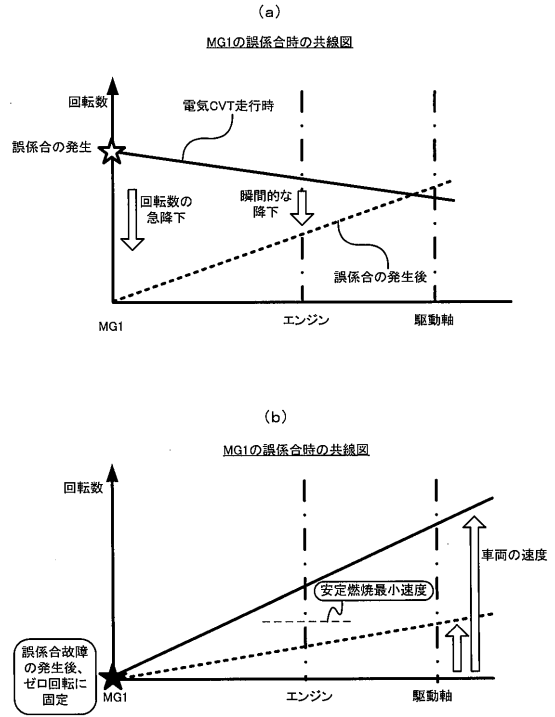 (a)
MG1の誤係合時の共線図
回転数
電気CVT走行時
誤係合の発生
回転数の
急降下
瞬間的な
降下
誤係合の発生後
MG1
エンジン
駆動軸
(b)
MG1の誤係合時の共線図
回転数
車両の速度
安定燃焼最小速度
誤係合故障
の発生後、
ゼロ回転に
固定
MG1
エンジン
駆動軸